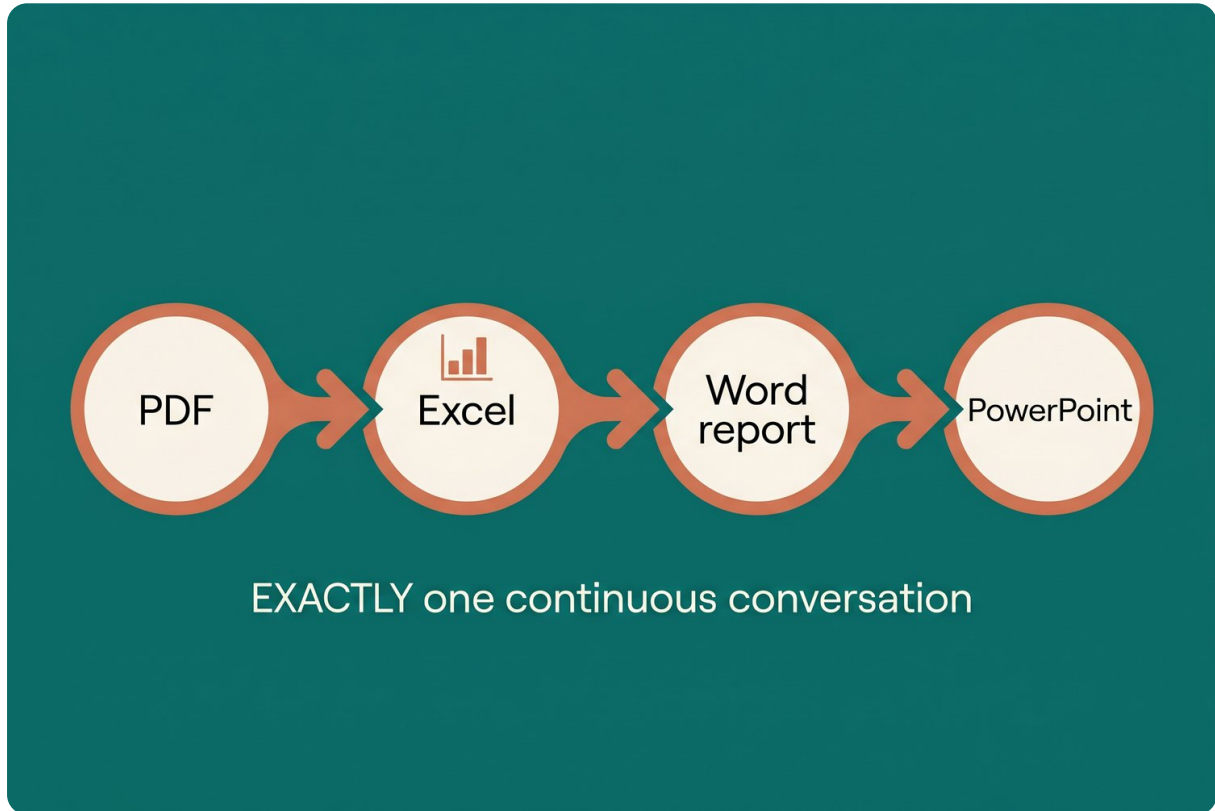 PDF
Excel
Word
report
PowerPoint
EXACTLY one continuous conversation